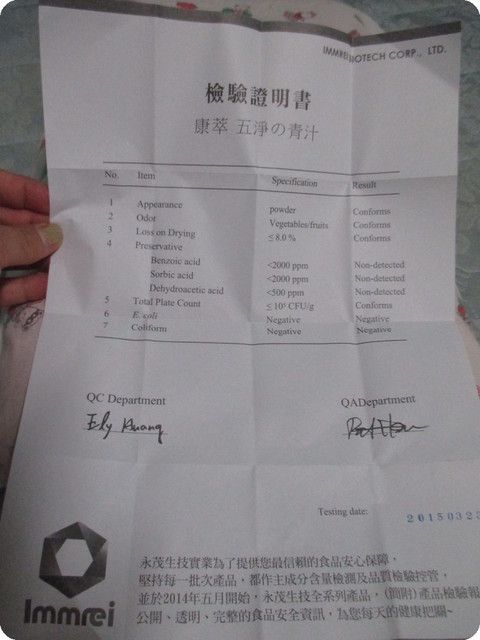 IMMREI BIOTECH CORP., LTD.
檢驗證明書
康萃 五淨の青汁
No. Item Specification Result
1 Appearance powder Conforms
2 Odor Vegetables/fruits Conforms
3 Loss on Drying ≤ 8.0 % Conforms
4 Preservative
Benzoic acid <2000 ppm Non-detected
Sorbic acid <2000 ppm Non-detected
Dehydroacetic acid <500 ppm Non-detected
5 Total Plate Count CFU/g Conforms
6 E. coli Negative Negative
7 Coliform Negative Negative
QC Department QADepartment
Testing date: 2015032
永茂生技實業為了提供您最信賴的食品安心保障，
堅持每一批次產品，都作主成分含量檢測及品質檢驗控管，
並於2014年五月開始，永茂生技全系列產品，(圓附)產品檢驗報
公開、透明、完整的食品安全資訊，為您每天的健康把關~
Immrei